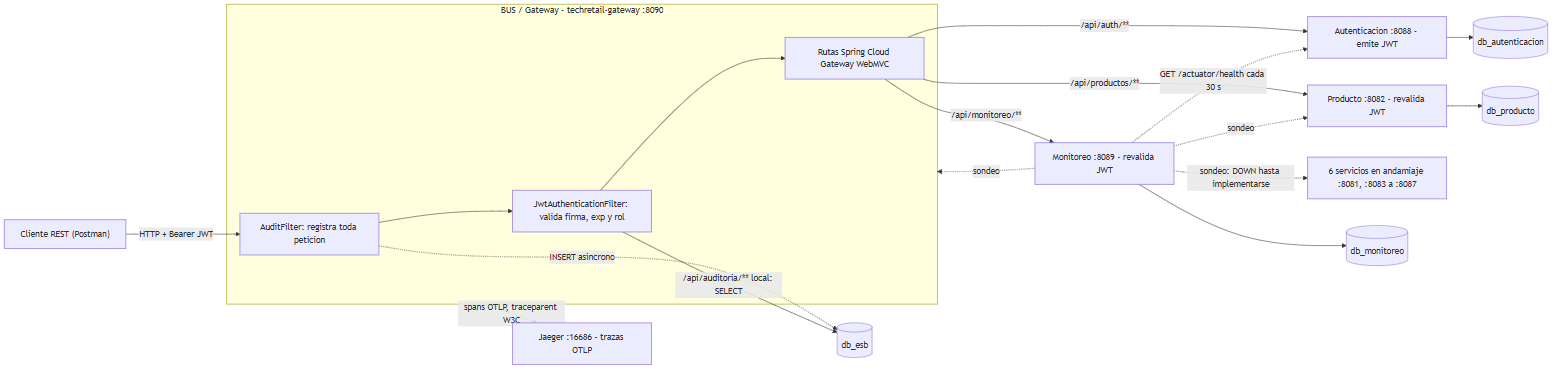 BUS / Gateway - techretail-gateway :8090
Cliente REST (Postman)
HTTP + Bearer JWT
AuditFilter: registra toda
peticion
JwtAuthenticationFilter:
valida firma, exp y rol
Rutas Spring Cloud
Gateway WebMVC
INSERT asincrono
/api/auditoria/** local:
SELECT
spans OTLP, traceparent
W3C
Jaeger :16686 - trazas
OTLP
db_esb
/api/auth/**
/api/productos/**
/api/monitoreo/**
sondeo
Monitoreo :8089 - revalida
JWT
GET /actuator/health cada
30 s
sondeo
sondeo: DOWN hasta
implementarse
Autenticacion :8088 -
emite JWT
db_autenticacion
Producto :8082 - revalida
JWT
db_producto
6 servicios en andamiaje
:8081, :8083 a :8087
db_monitoreo